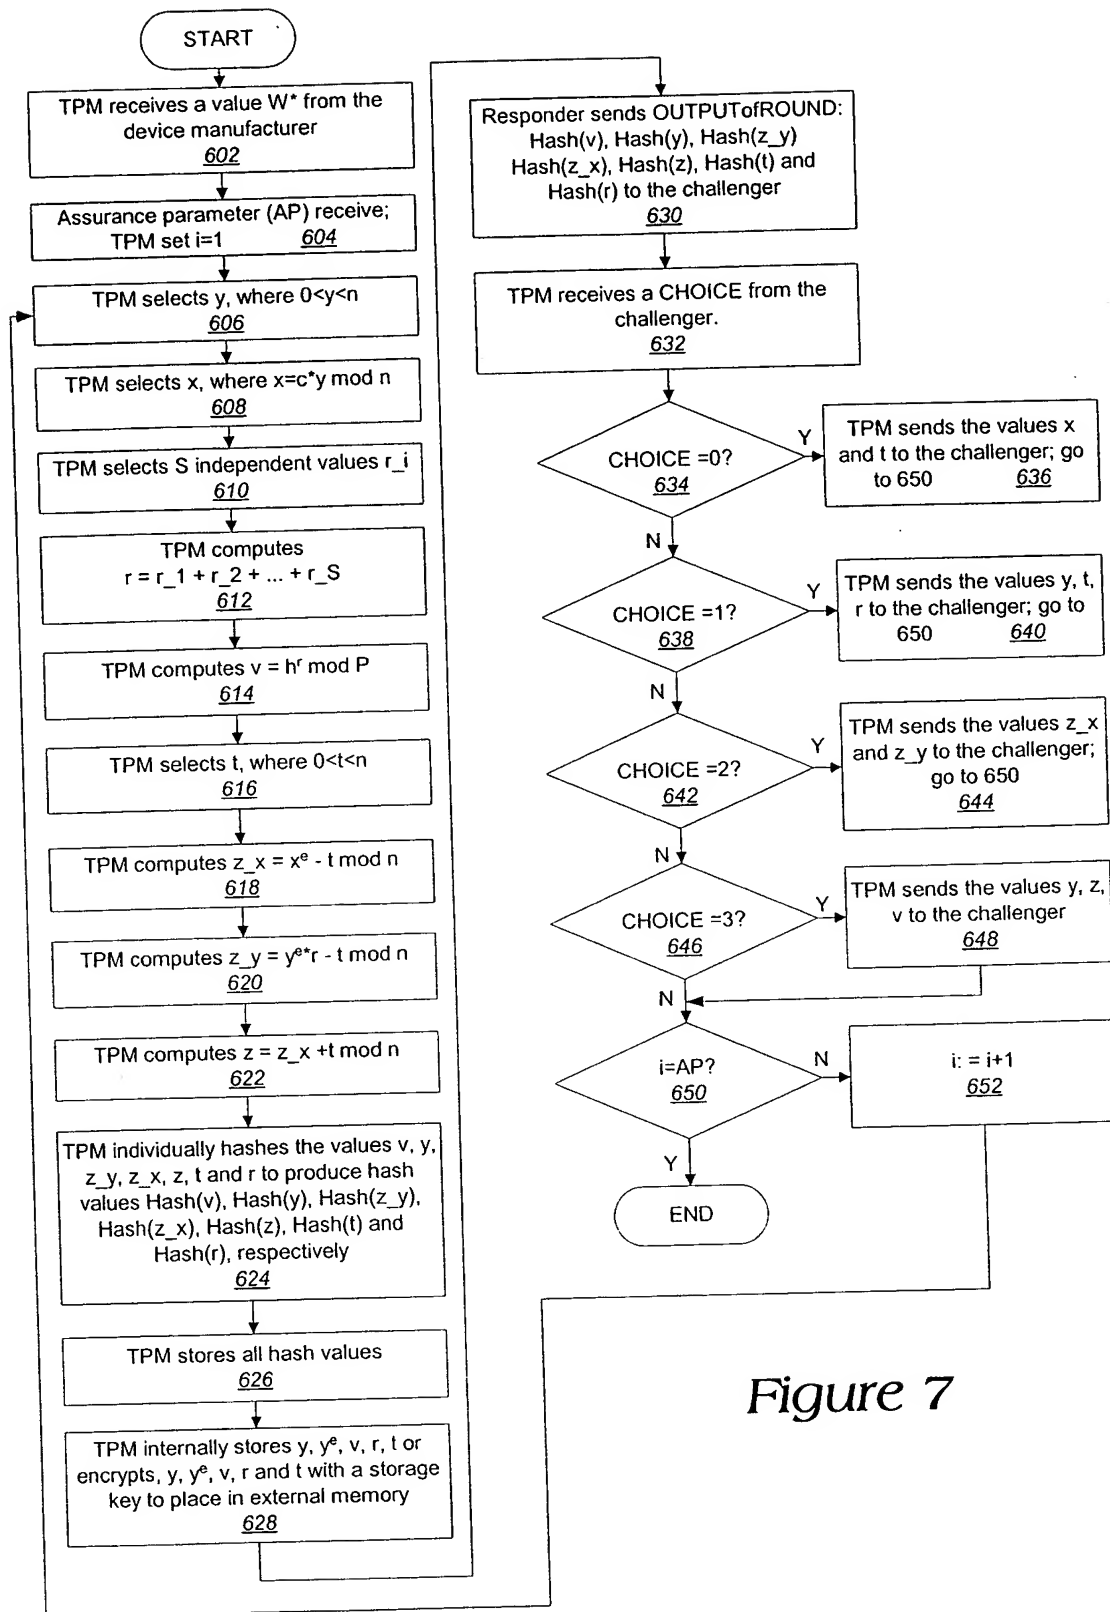 START
TPM receives a value W* from the
device manufacturer
602
Assurance parameter (AP) receive;
TPM set i=1 604
TPM selects y, where 0<y<n
606
TPM selects x, where x=c*y mod n
608
TPM selects S independent values r_i
610
TPM computes
r = r_1 + r_2 + ... + r_S
612
TPM computes v = hʳ mod P
614
TPM selects t, where 0<t<n
616
TPM computes z_x = xᵉ - t mod n
618
TPM computes z_y = yᵉ*r - t mod n
620
TPM computes z = z_x +t mod n
622
TPM individually hashes the values v, y,
z_y, z_x, z, t and r to produce hash
values Hash(v), Hash(y), Hash(z_y),
Hash(z_x), Hash(z), Hash(t) and
Hash(r), respectively
624
TPM stores all hash values
626
TPM internally stores y, yᵉ, v, r, t or
encrypts, y, yᵉ, v, r and t with a storage
key to place in external memory
628
Responder sends OUTPUTofROUND:
Hash(v), Hash(y), Hash(z_y)
Hash(z_x), Hash(z), Hash(t) and
Hash(r) to the challenger
630
TPM receives a CHOICE from the
challenger.
632
CHOICE =0?
634
Y
TPM sends the values x
and t to the challenger; go
to 650 636
N
CHOICE =1?
638
Y
TPM sends the values y, t,
r to the challenger; go to
650 640
N
CHOICE =2?
642
Y
TPM sends the values z_x
and z_y to the challenger;
go to 650
644
N
CHOICE =3?
646
Y
TPM sends the values y, z,
v to the challenger
648
N
i=AP?
650
N
i: = i+1
652
Y
END
Figure 7